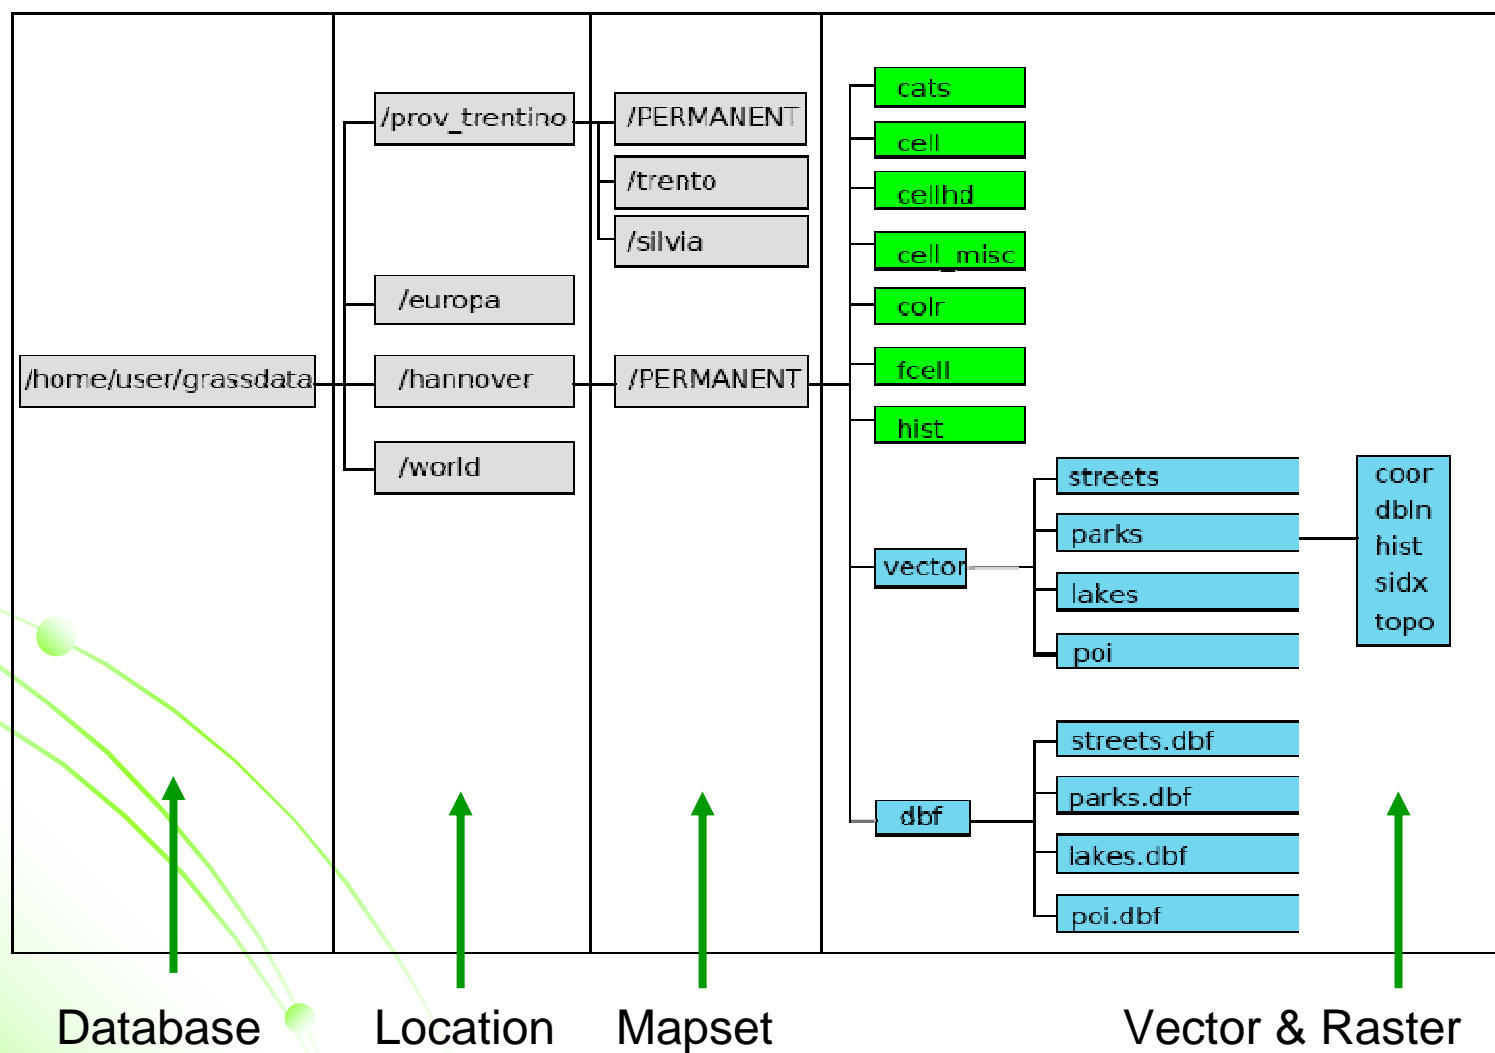 /home/user/grassdata
/prov_trentino
/europa
/hannover
/world
/PERMANENT
/trento
/silvia
/PERMANENT
cats
cell
cellhd
cell_misc
colr
fcell
hist
vector
streets
parks
lakes
poi
coor
dbln
hist
sidx
topo
dbf
streets.dbf
parks.dbf
lakes.dbf
poi.dbf
Database
Location
Mapset
Vector & Raster